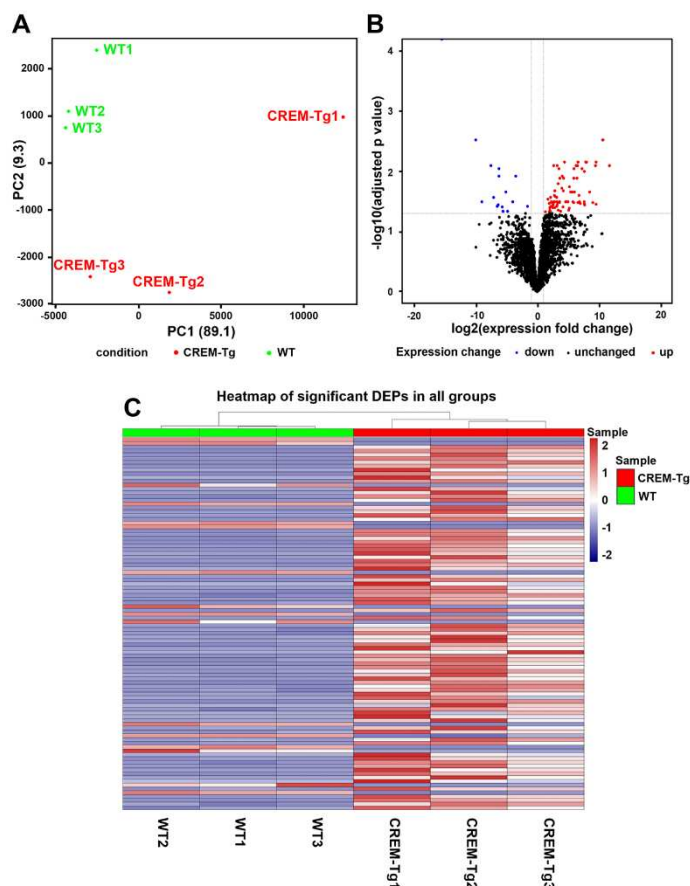 A
WT1
WT2
WT3
CREM-Tg1
CREM-Tg3
CREM-Tg2
2000
1000
0
-1000
-2000
-3000
PC2 (9.3)
-5000 0 5000 10000
PC1 (89.1)
condition CREM-Tg WT
B
4
3
2
1
0
-log10(adjusted p value)
-20 -10 0 10 20
log2(expression fold change)
Expression change down unchanged up
C
Heatmap of significant DEPs in all groups
Sample
2
1
0
-1
-2
Sample
CREM-Tg
WT
WT2 WT1 WT3 CREM-Tg1 CREM-Tg2 CREM-Tg3